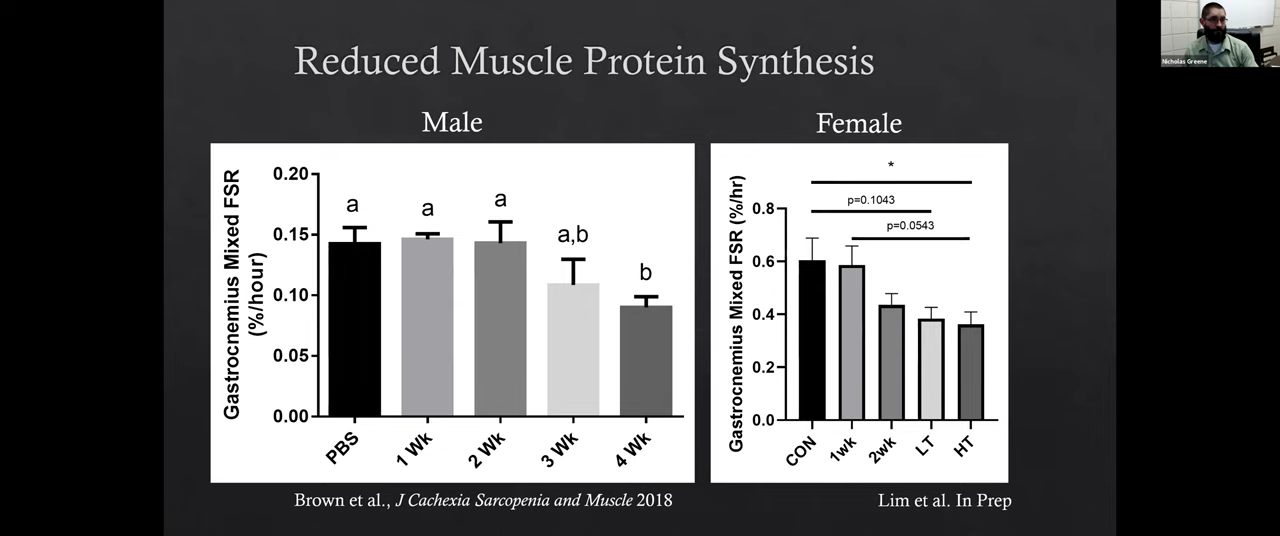 Reduced Muscle Protein Synthesis
Nicholas Greene
Male
Gastrocnemius Mixed FSR
(%/hour)
0.20
0.15
0.10
0.05
0.00
a
a
a
a,b
b
PBS
1 Wk
2 Wk
3 Wk
4 Wk
Brown et al., J Cachexia Sarcopenia and Muscle 2018
Female
Gastrocnemius Mixed FSR (%/hr)
0.8
0.6
0.4
0.2
0.0
*
p=0.1043
p=0.0543
CON
1wk
2wk
LT
HT
Lim et al. In Prep